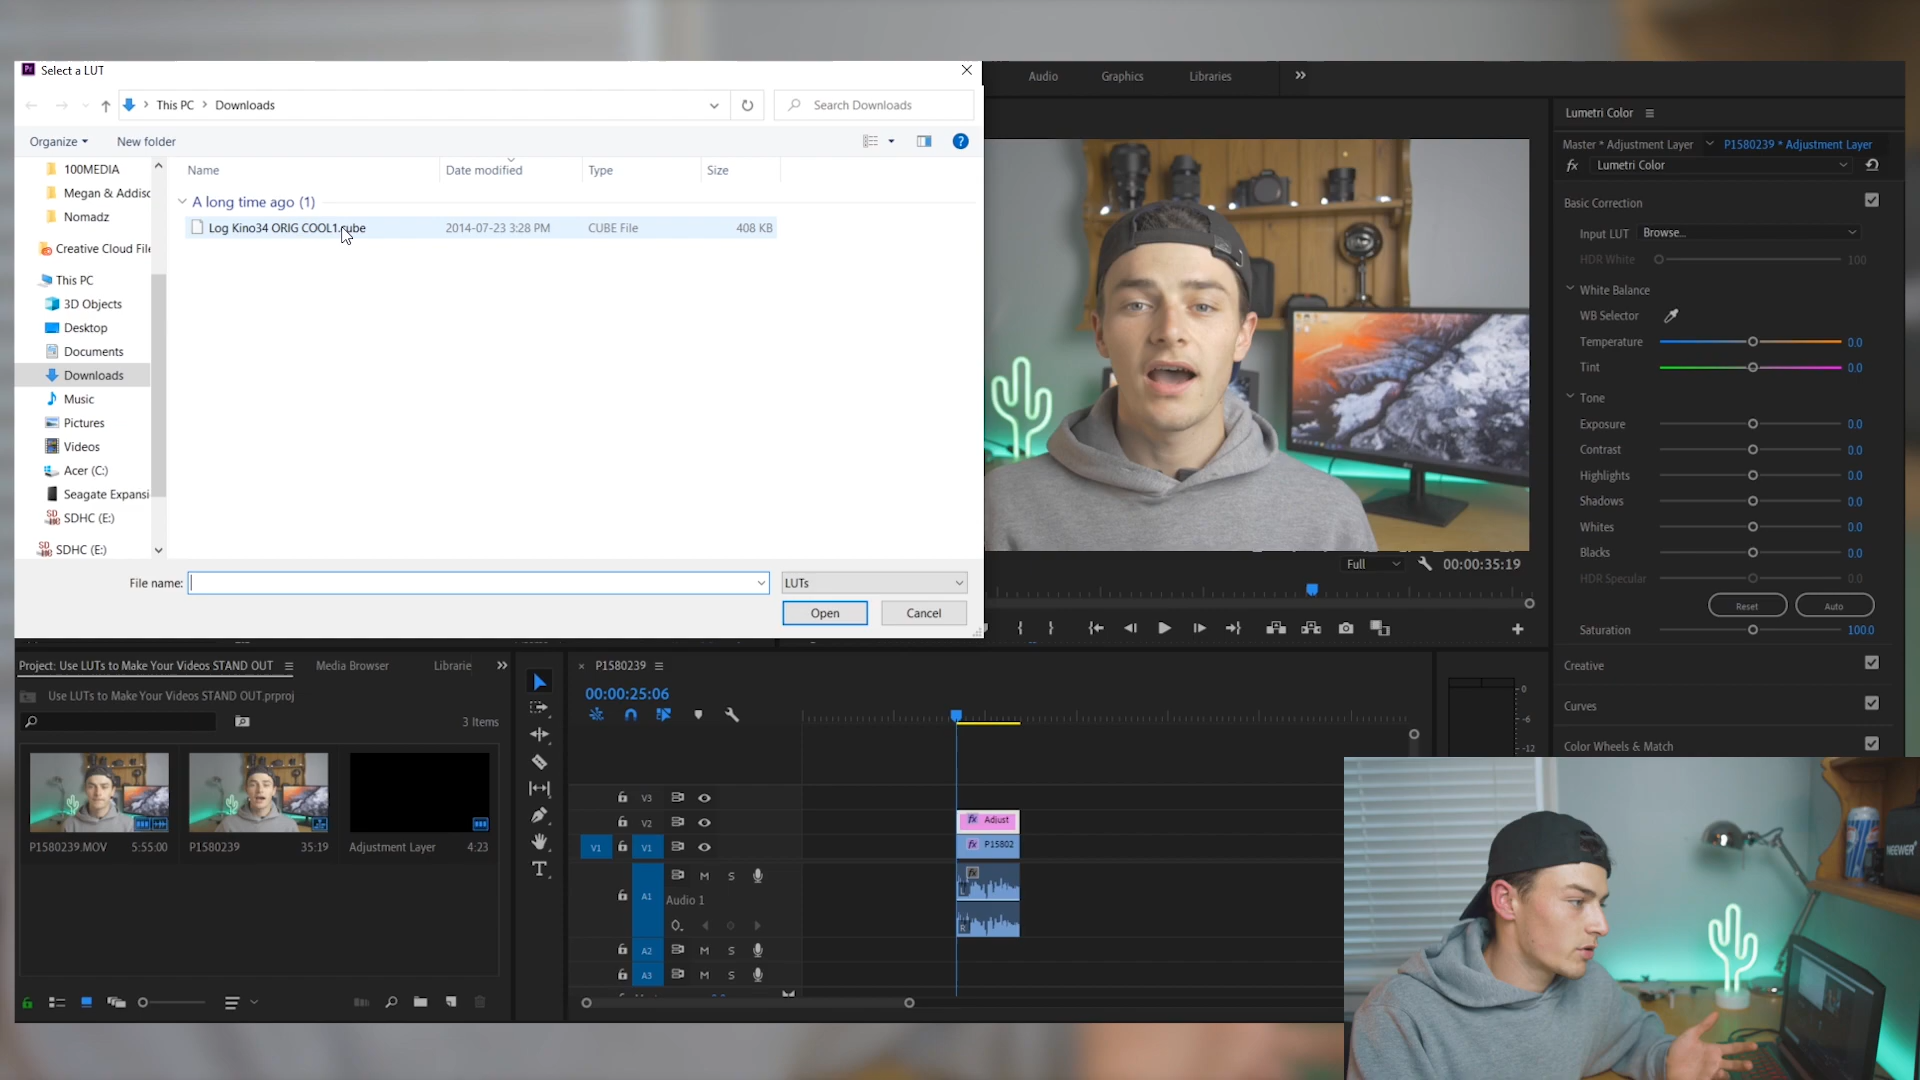 Select a LUT
This PC > Downloads
Search Downloads
Organize
New folder
Name
Date modified
Type
Size
A long time ago (1)
Log Kino34 ORIG COOL1.cube
2014-07-23 3:28 PM
CUBE File
408 KB
100MEDIA
Megan & Addisc
Nomadz
Creative Cloud File
This PC
3D Objects
Desktop
Documents
Downloads
Music
Pictures
Videos
Acer (C:)
Seagate Expansi
SDHC (E:)
SDHC (E:)
File name:
LUTs
Open
Cancel
Audio
Graphics
Libraries
Full
00:00:35:19
Lumetri Color
Master * Adjustment Layer
P1580239 * Adjustment Layer
fx Lumetri Color
Basic Correction
Input LUT Browse...
HDR White 100
White Balance
WB Selector
Temperature 0.0
Tint 0.0
Tone
Exposure 0.0
Contrast 0.0
Highlights 0.0
Shadows 0.0
Whites 0.0
Blacks 0.0
HDR Specular 0.0
Reset
Auto
Saturation 100.0
Creative
Curves
Color Wheels & Match
Project: Use LUTs to Make Your Videos STAND OUT
Media Browser
Librarie
Use LUTs to Make Your Videos STAND OUT.prproj
3 Items
P1580239.MOV 5:55:00
P1580239 35:19
Adjustment Layer 4:23
P1580239
00:00:25:06
V3
V2
V1 V1
A1 M S
Audio 1
A2 M S
A3 M S
fx Adjust
fx P15802
fx
L
R
0
-6
-12
NEEWER